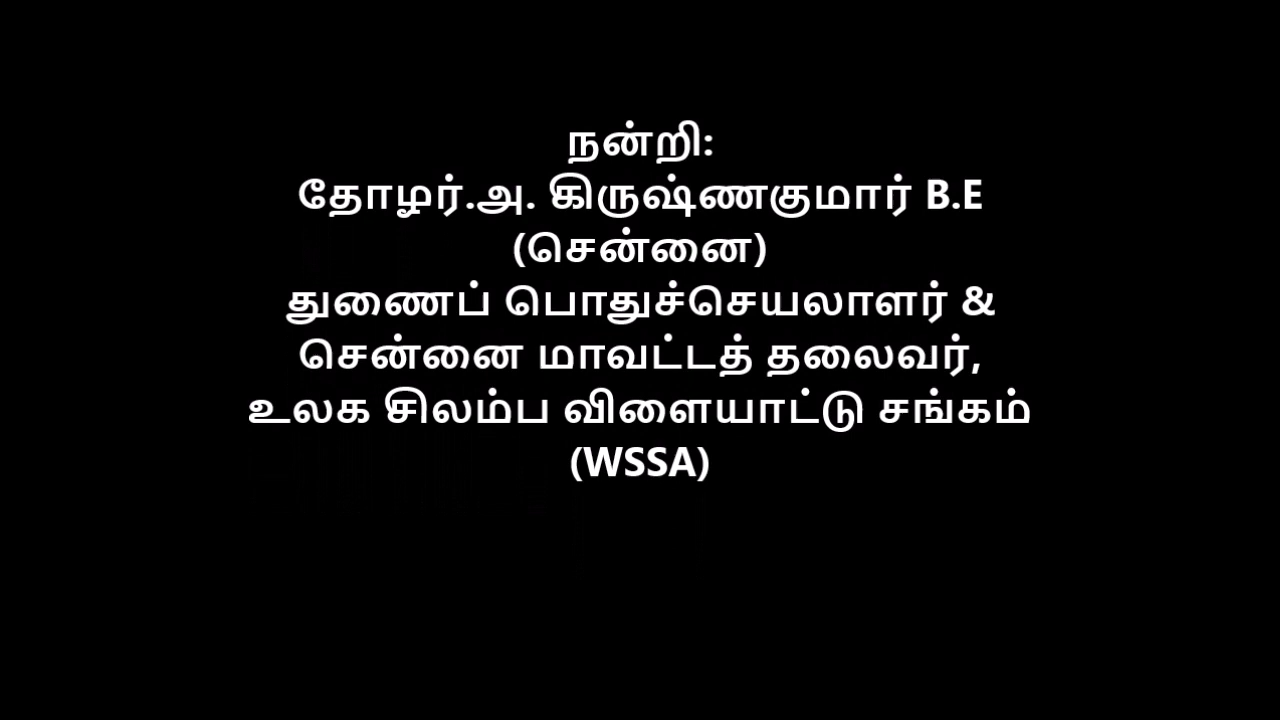 நன்றி:
தோழர்.அ. கிருஷ்ணகுமார் B.E
(சென்னை)
துணைப் பொதுச்செயலாளர் &
சென்னை மாவட்டத் தலைவர்,
உலக சிலம்ப விளையாட்டு சங்கம்
(WSSA)